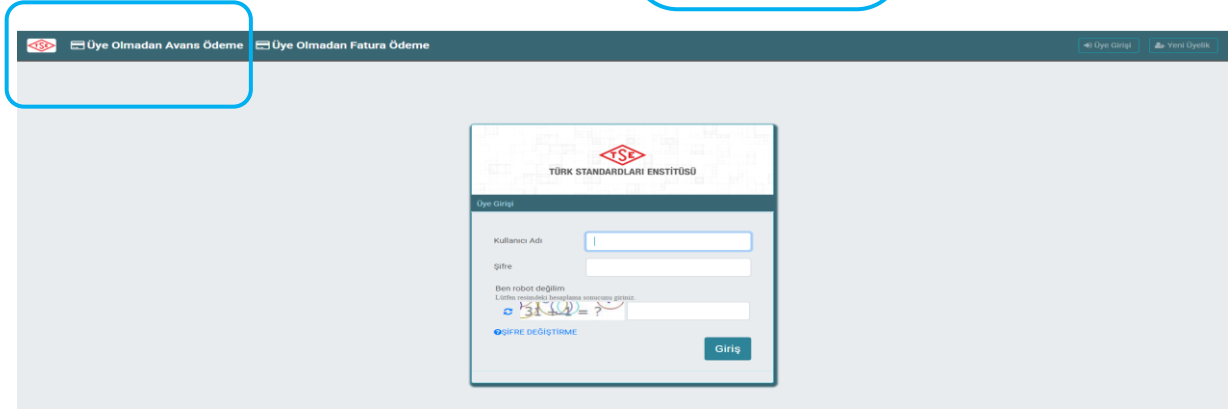 TSE Üye Olmadan Avans Ödeme Üye Olmadan Fatura Ödeme Üye Girişi Yeni Üyelik
TSE
TÜRK STANDARDLARI ENSTİTÜSÜ
Üye Girişi
Kullanıcı Adı
Şifre
Ben robot değilim
Lütfen resimdeki hesaplama sonucunu giriniz.
= ?
ŞİFRE DEĞİŞTİRME
Giriş